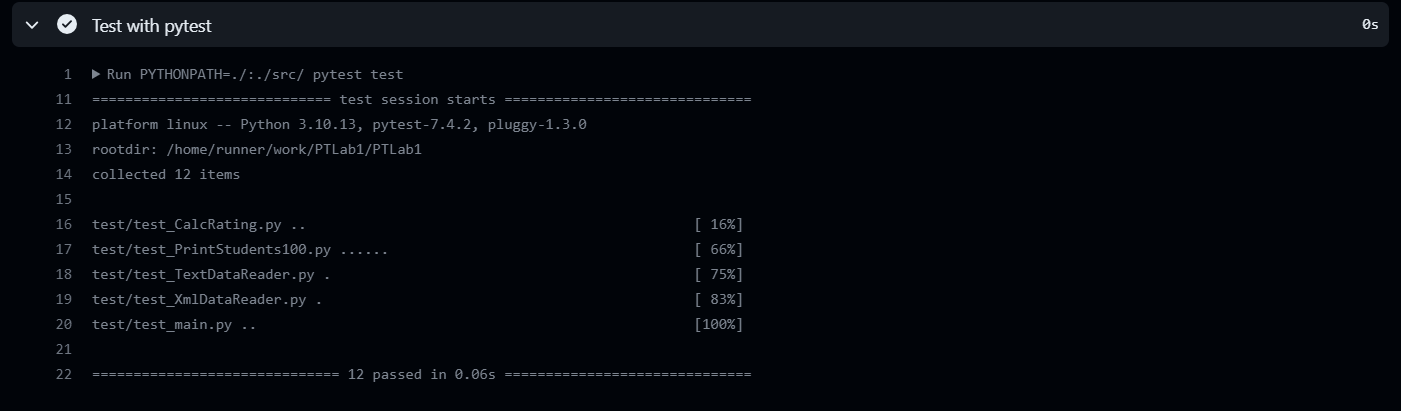 Test with pytest 0s
1 ▶ Run PYTHONPATH=./:./src/ pytest test
11 ============================= test session starts ==============================
12 platform linux -- Python 3.10.13, pytest-7.4.2, pluggy-1.3.0
13 rootdir: /home/runner/work/PTLab1/PTLab1
14 collected 12 items
15
16 test/test_CalcRating.py .. [ 16%]
17 test/test_PrintStudents100.py ...... [ 66%]
18 test/test_TextDataReader.py . [ 75%]
19 test/test_XmlDataReader.py . [ 83%]
20 test/test_main.py .. [100%]
21
22 ============================== 12 passed in 0.06s ==============================